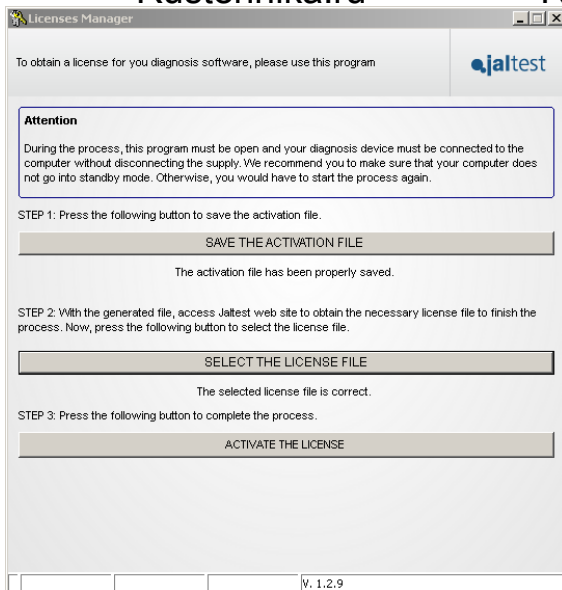 Licenses Manager
To obtain a license for you diagnosis software, please use this program
jaltest
Attention
During the process, this program must be open and your diagnosis device must be connected to the
computer without disconnecting the supply. We recommend you to make sure that your computer does
not go into standby mode. Otherwise, you would have to start the process again.
STEP 1: Press the following button to save the activation file.
SAVE THE ACTIVATION FILE
The activation file has been properly saved.
STEP 2: With the generated file, access Jaltest web site to obtain the necessary license file to finish the
process. Now, press the following button to select the license file.
SELECT THE LICENSE FILE
The selected license file is correct.
STEP 3: Press the following button to complete the process.
ACTIVATE THE LICENSE
V. 1.2.9